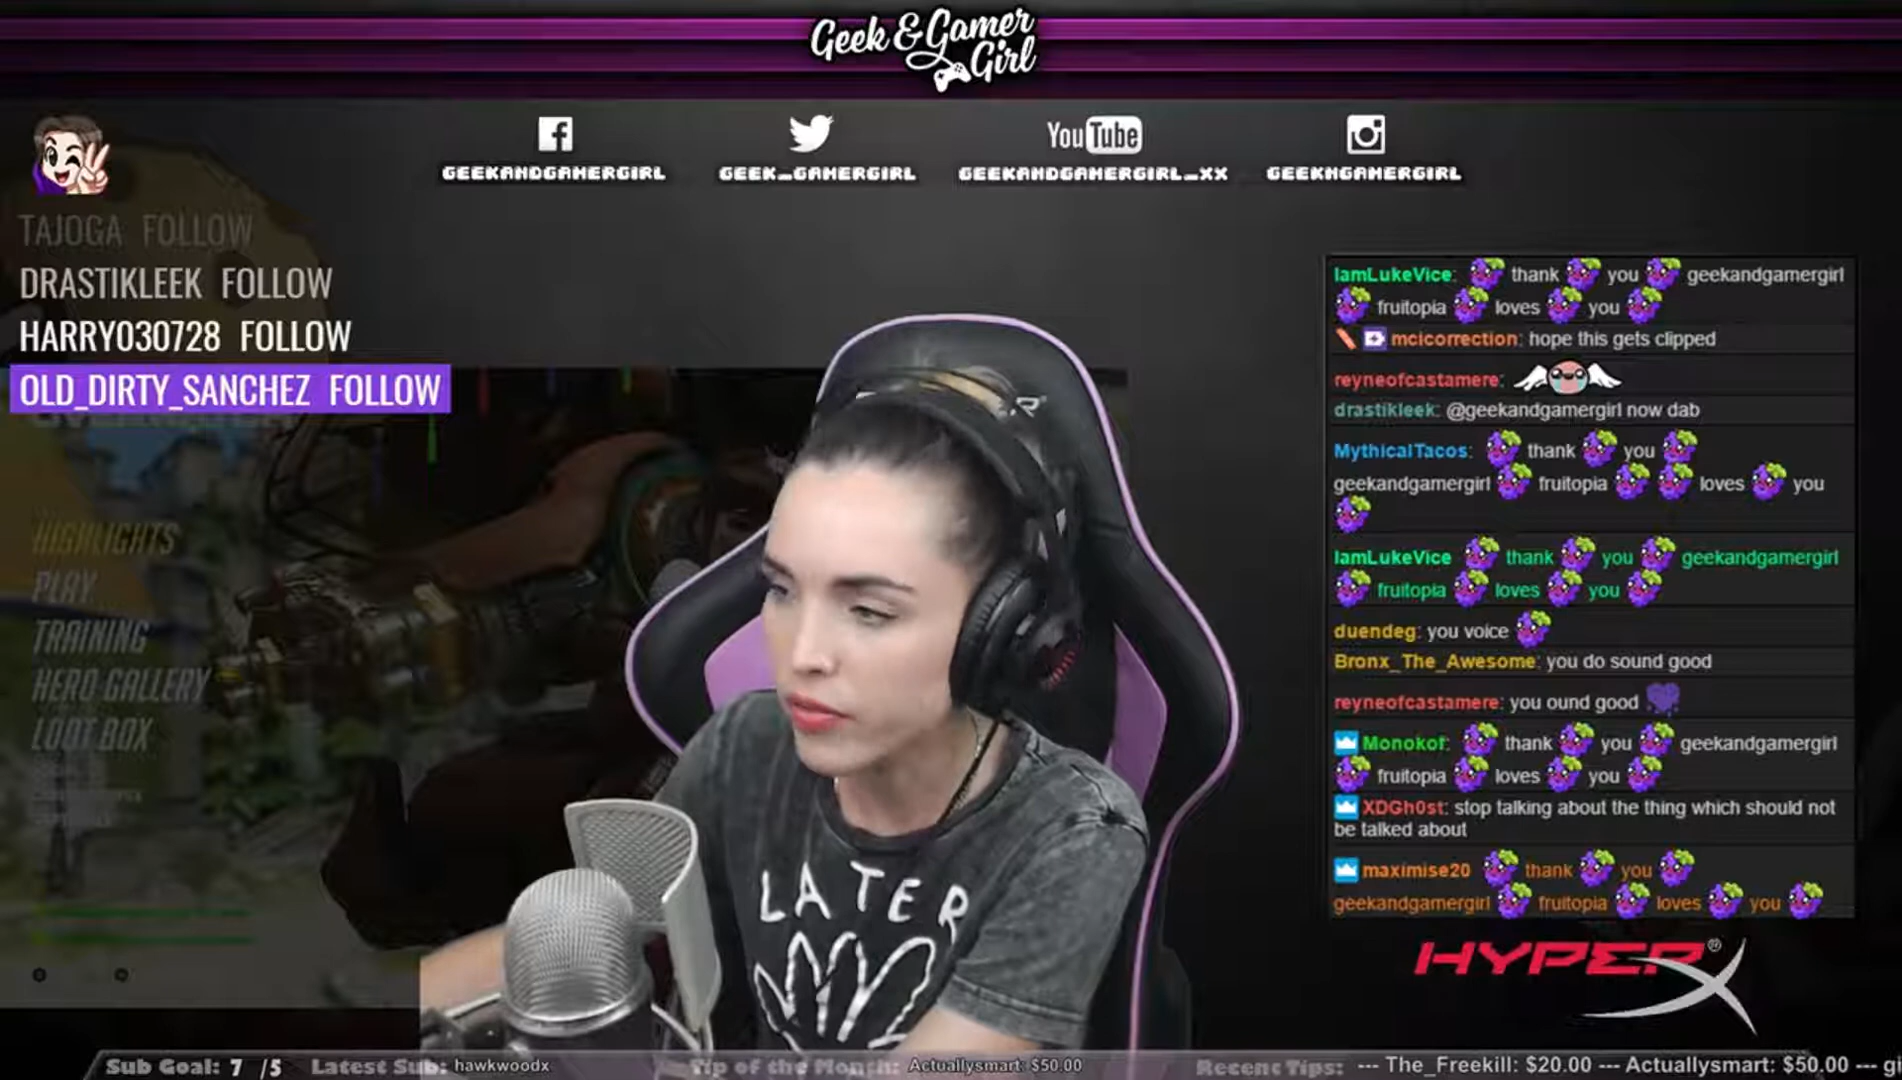 Geek & Gamer
Girl
YouTube
GEEKANDGAMERGIRL
GEEK_GAMERGIRL
GEEKANDGAMERGIRL_XX
GEEKNGAMERGIRL
TAJOGA FOLLOW
DRASTIKLEEK FOLLOW
HARRY030728 FOLLOW
OLD_DIRTY_SANCHEZ FOLLOW
HIGHLIGHTS
PLAY
TRAINING
HERO GALLERY
LOOT BOX
LATER
IamLukeVice: thank you geekandgamergirl
fruitopia loves you
mcicorrection: hope this gets clipped
reyneofcastamere:
drastikleek: @geekandgamergirl now dab
MythicalTacos: thank you
geekandgamergirl fruitopia loves you
IamLukeVice thank you geekandgamergirl
fruitopia loves you
duendeg: you voice
Bronx_The_Awesome: you do sound good
reyneofcastamere: you ound good
Monokof: thank you geekandgamergirl
fruitopia loves you
XDGh0st: stop talking about the thing which should not
be talked about
maximise20 thank you
geekandgamergirl fruitopia loves you
HYPERX®
Sub Goal: 7 /5 Latest Sub: hawkwoodx Tip of the Month: Actuallysmart: $50.00 Recent Tips: --- The_Freekill: $20.00 --- Actuallysmart: $50.00 --- gi